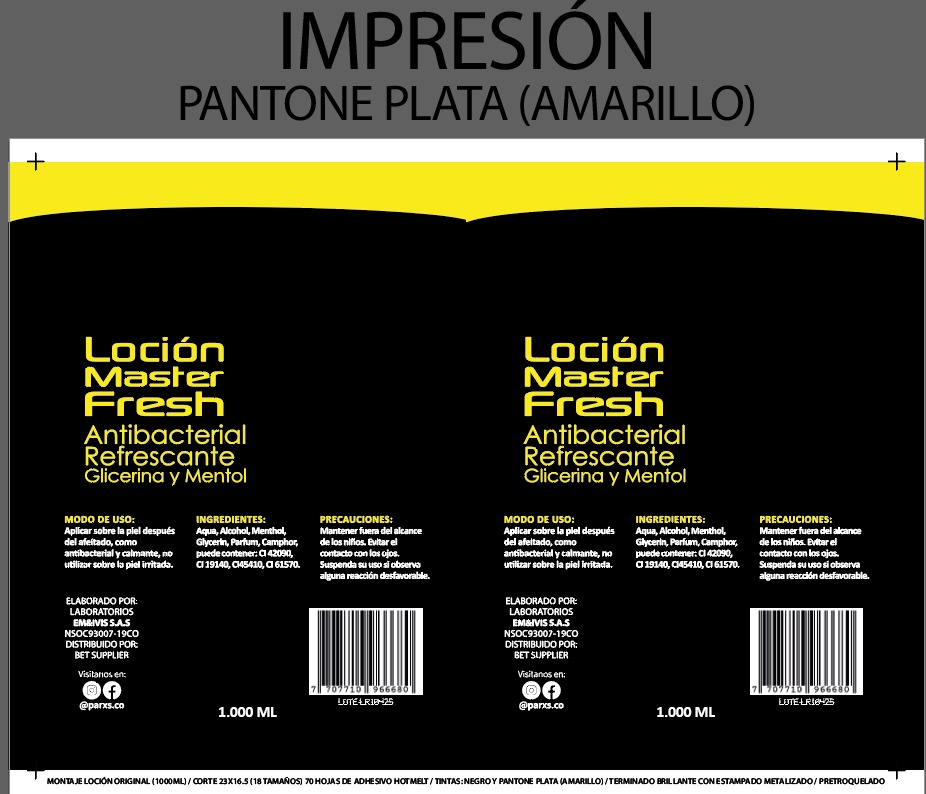 IMPRESIÓN
PANTONE PLATA (AMARILLO)
Loción
Master
Fresh
Antibacterial
Refrescante
Glicerina y Mentol
MODO DE USO:
Aplicar sobre la piel después
del afeitado, como
antibacterial y calmante, no
utilizar sobre la piel irritada.
INGREDIENTES:
Aqua, Alcohol, Menthol,
Glycerin, Parfum, Camphor,
puede contener: CI 42090,
CI 19140, CI45410, CI 61570.
PRECAUCIONES:
Mantener fuera del alcance
de los niños. Evitar el
contacto con los ojos.
Suspenda su uso si observa
alguna reacción desfavorable.
ELABORADO POR:
LABORATORIOS
EM&IVIS S.A.S
NSOC93007-19CO
DISTRIBUIDO POR:
BET SUPPLIER
Visítanos en:
@parxs.co
1.000 ML
7 707710 966680
LOTE-LR10425
Loción
Master
Fresh
Antibacterial
Refrescante
Glicerina y Mentol
MODO DE USO:
Aplicar sobre la piel después
del afeitado, como
antibacterial y calmante, no
utilizar sobre la piel irritada.
INGREDIENTES:
Aqua, Alcohol, Menthol,
Glycerin, Parfum, Camphor,
puede contener: CI 42090,
CI 19140, CI45410, CI 61570.
PRECAUCIONES:
Mantener fuera del alcance
de los niños. Evitar el
contacto con los ojos.
Suspenda su uso si observa
alguna reacción desfavorable.
ELABORADO POR:
LABORATORIOS
EM&IVIS S.A.S
NSOC93007-19CO
DISTRIBUIDO POR:
BET SUPPLIER
Visítanos en:
@parxs.co
1.000 ML
7 707710 966680
LOTE-LR10425
MONTAJE LOCIÓN ORIGINAL (1000ML) / CORTE 23X16.5 (18 TAMAÑOS) 70 HOJAS DE ADHESIVO HOTMELT / TINTAS: NEGRO Y PANTONE PLATA (AMARILLO) / TERMINADO BRILLANTE CON ESTAMPADO METALIZADO / PRETROQUELADO